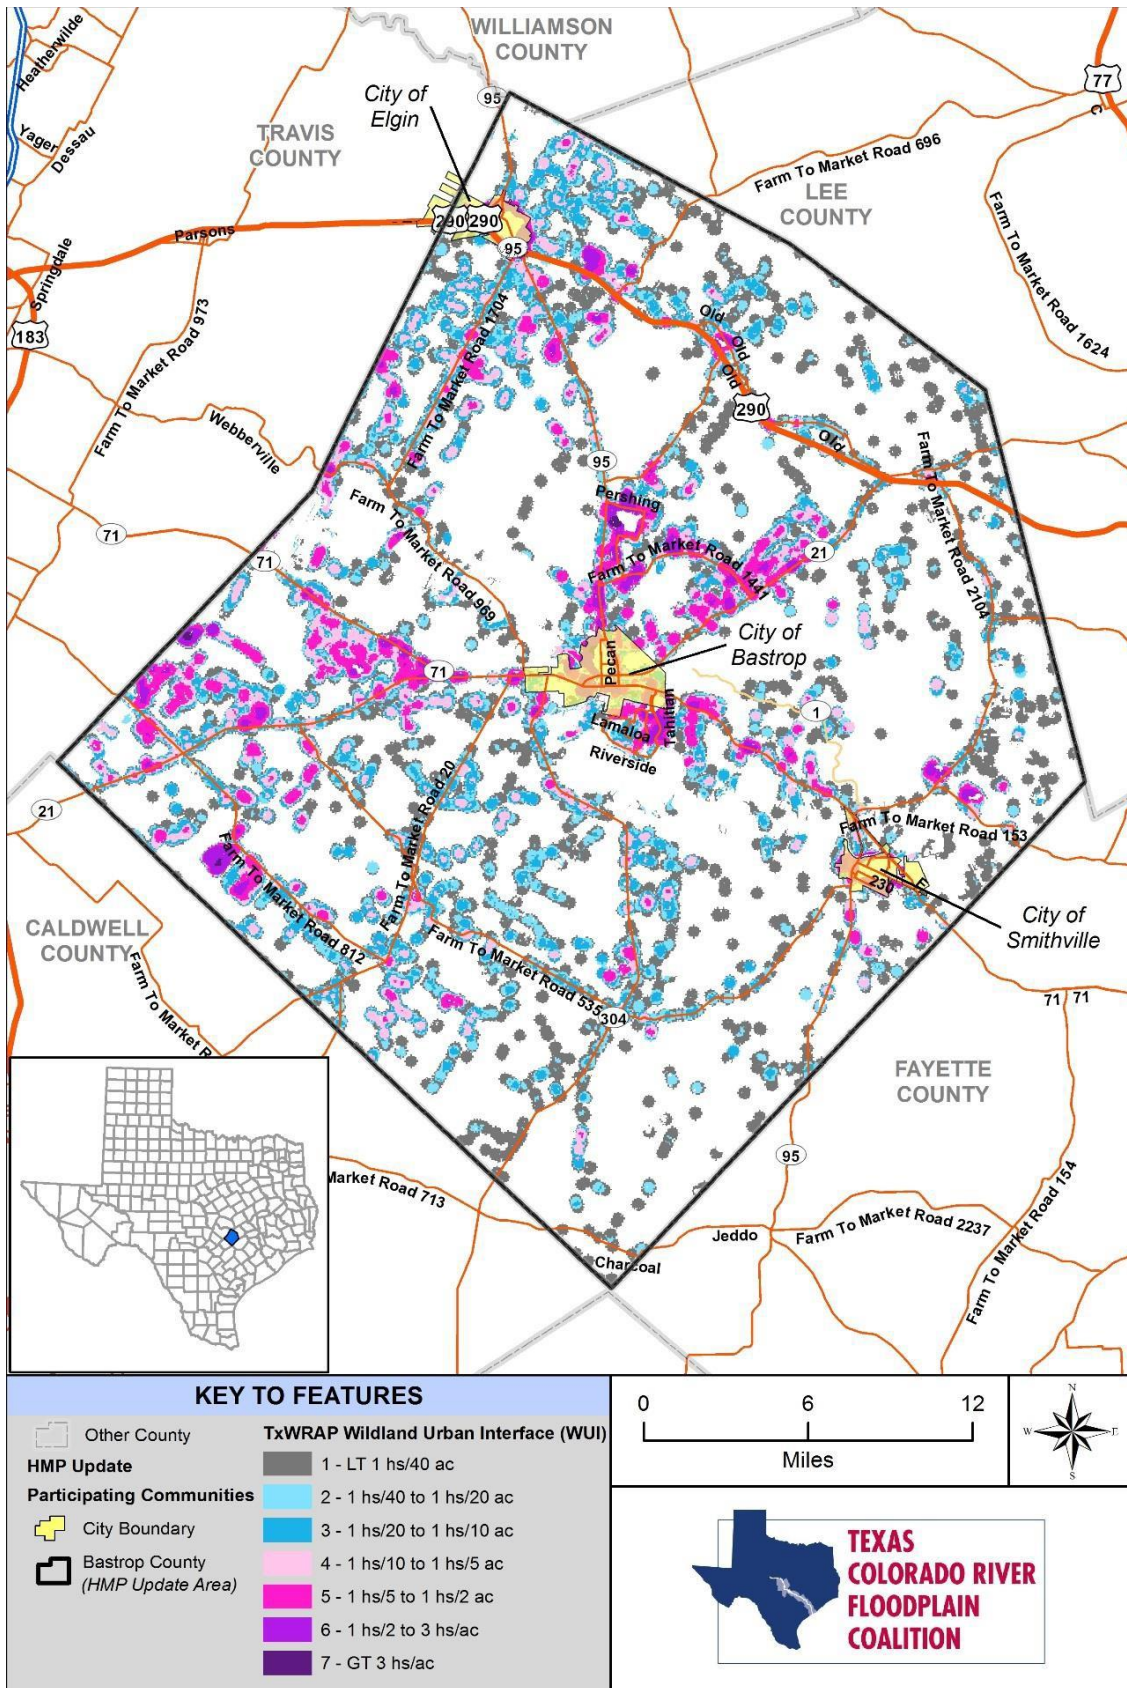 WILLIAMSON
COUNTY
Heatherwilde
77
95
City of
Elgin
C
Yager
Dessau
TRAVIS
COUNTY
Farm To Market Road 696
LEE
COUNTY
Farm To Market Road 1624
290
290
Parsons
95
Springdale
183
Farm To Market Road 973
Farm To Market Road 1704
Old
Old
Old
290
Webberville
Old
Farm To Market Road 2104
95
Pershing
Farm To Market Road 969
71
71
Farm To Market Road 1441
21
City of
Bastrop
Pecan
71
Tahitian
Lamaloa
Riverside
1
Farm To Market Road 20
21
Farm To Market Road 153
Farm To Market Road 812
230
City of
Smithville
CALDWELL
COUNTY
Farm To Market R
Farm To Market Road 535
304
71
71
FAYETTE
COUNTY
95
Market Road 713
Jeddo
Farm To Market Road 2237
Farm To Market Road 154
Charcoal
KEY TO FEATURES
Other County
HMP Update
Participating Communities
City Boundary
Bastrop County
(HMP Update Area)
TxWRAP Wildland Urban Interface (WUI)
1 - LT 1 hs/40 ac
2 - 1 hs/40 to 1 hs/20 ac
3 - 1 hs/20 to 1 hs/10 ac
4 - 1 hs/10 to 1 hs/5 ac
5 - 1 hs/5 to 1 hs/2 ac
6 - 1 hs/2 to 3 hs/ac
7 - GT 3 hs/ac
0 6 12
Miles
N
W E
S
TEXAS
COLORADO RIVER
FLOODPLAIN
COALITION